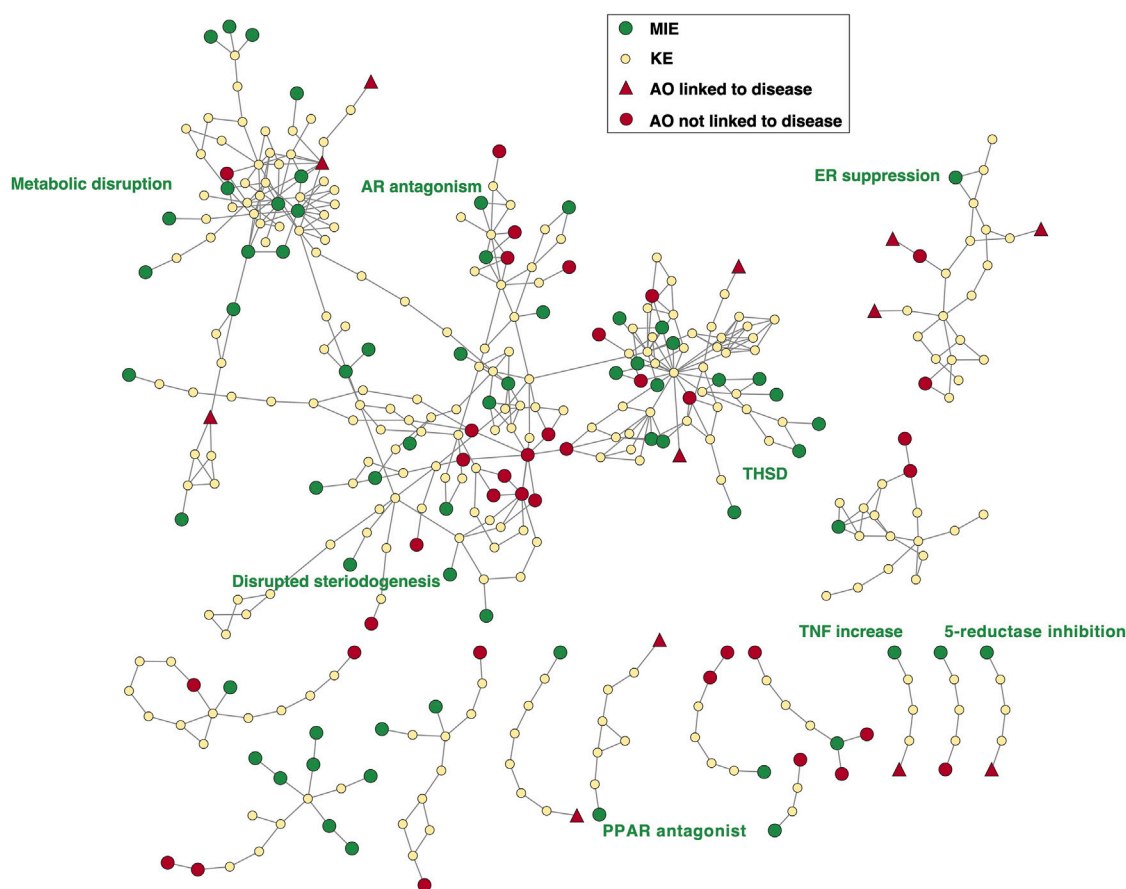 MIE
KE
AO linked to disease
AO not linked to disease
Metabolic disruption
AR antagonism
ER suppression
THSD
Disrupted steriodogenesis
TNF increase
5-reductase inhibition
PPAR antagonist